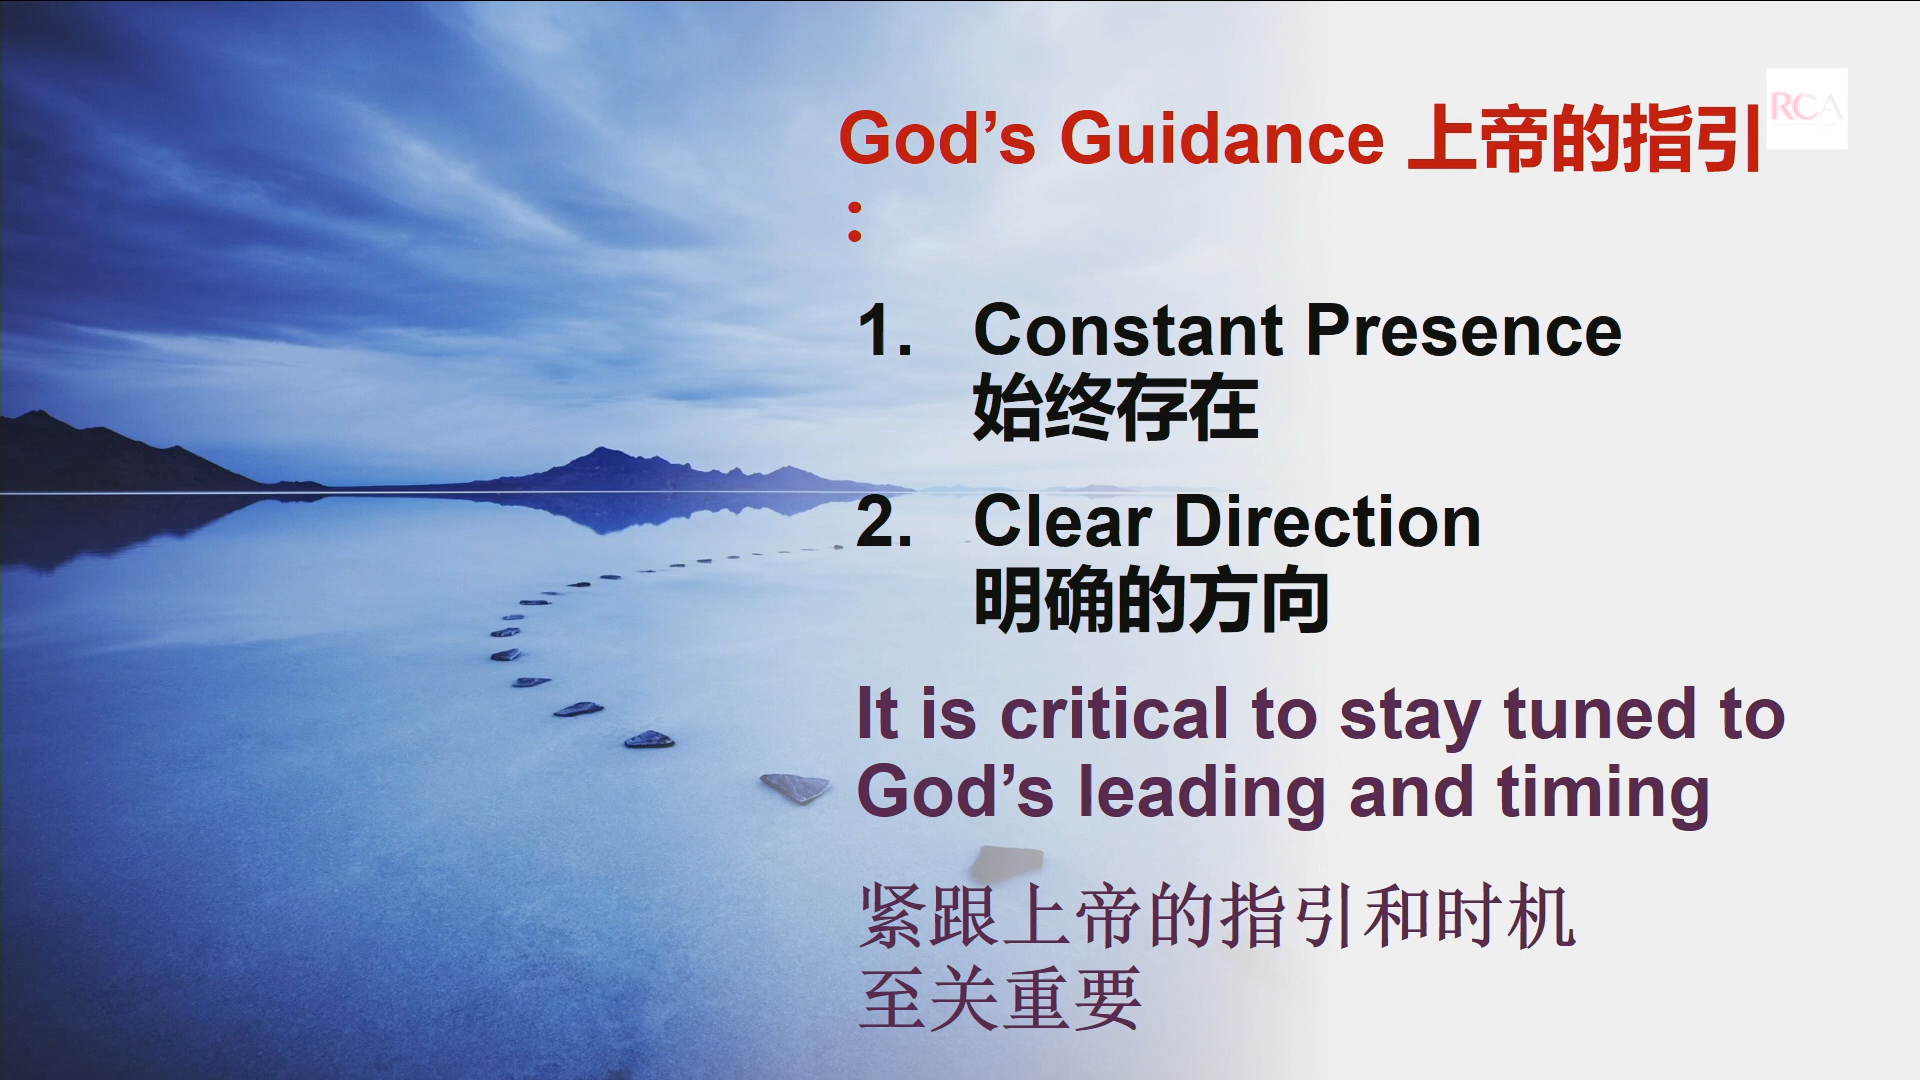 God’s Guidance 上帝的指引
:
RCA
1. Constant Presence
始终存在
2. Clear Direction
明确的方向
It is critical to stay tuned to
God’s leading and timing
紧跟上帝的指引和时机
至关重要